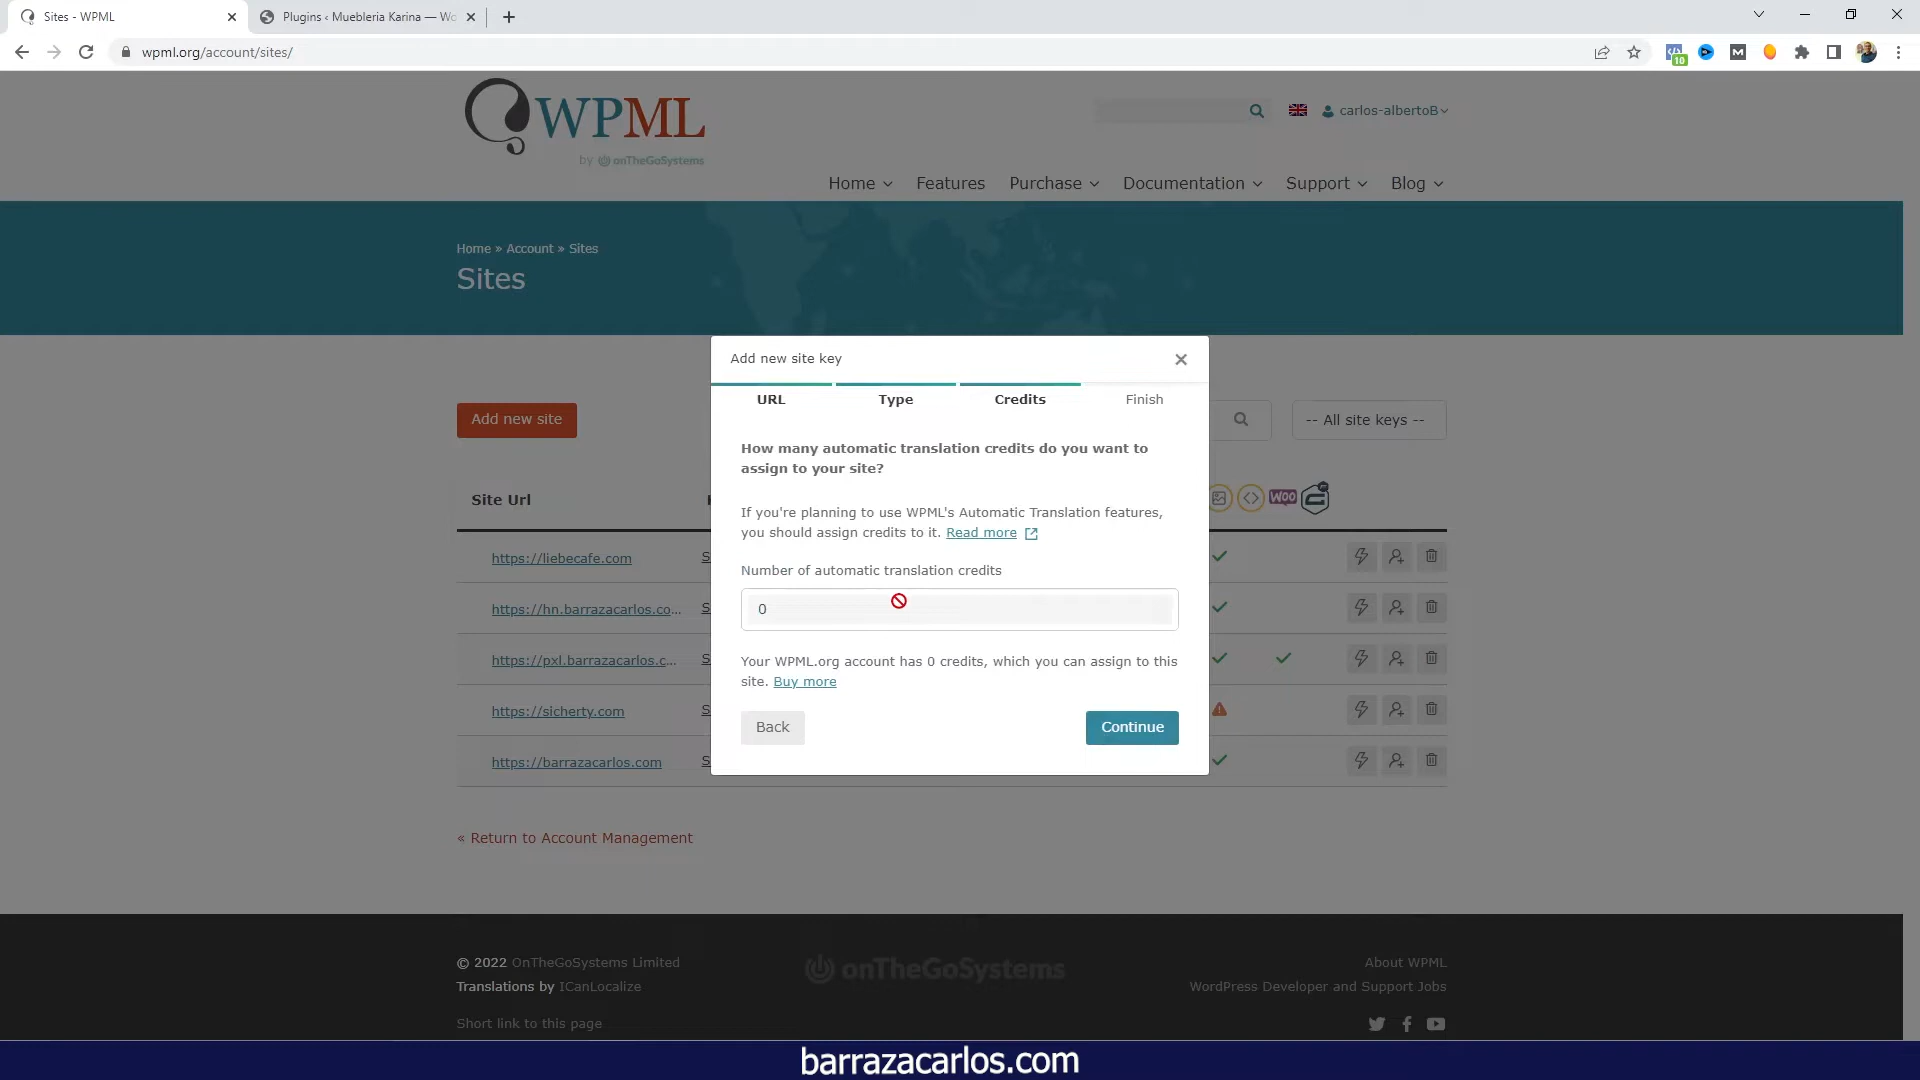 Sites - WPML
Plugins ‹ Muebleria Karina — Wo
wpml.org/account/sites/
10
WPML
by onTheGoSystems
carlos-albertoB
Home
Features
Purchase
Documentation
Support
Blog
Home » Account » Sites
Sites
Add new site key
URL
Type
Credits
Finish
Add new site
-- All site keys --
How many automatic translation credits do you want to
assign to your site?
Site Url
WOO
If you're planning to use WPML's Automatic Translation features,
you should assign credits to it. Read more
https://liebecafe.com
Number of automatic translation credits
0
https://hn.barrazacarlos.co...
https://pxl.barrazacarlos.c...
Your WPML.org account has 0 credits, which you can assign to this
site. Buy more
https://sicherty.com
Back
Continue
https://barrazacarlos.com
« Return to Account Management
© 2022 OnTheGoSystems Limited
Translations by ICanLocalize
Short link to this page
onTheGoSystems
About WPML
WordPress Developer and Support Jobs
barrazacarlos.com